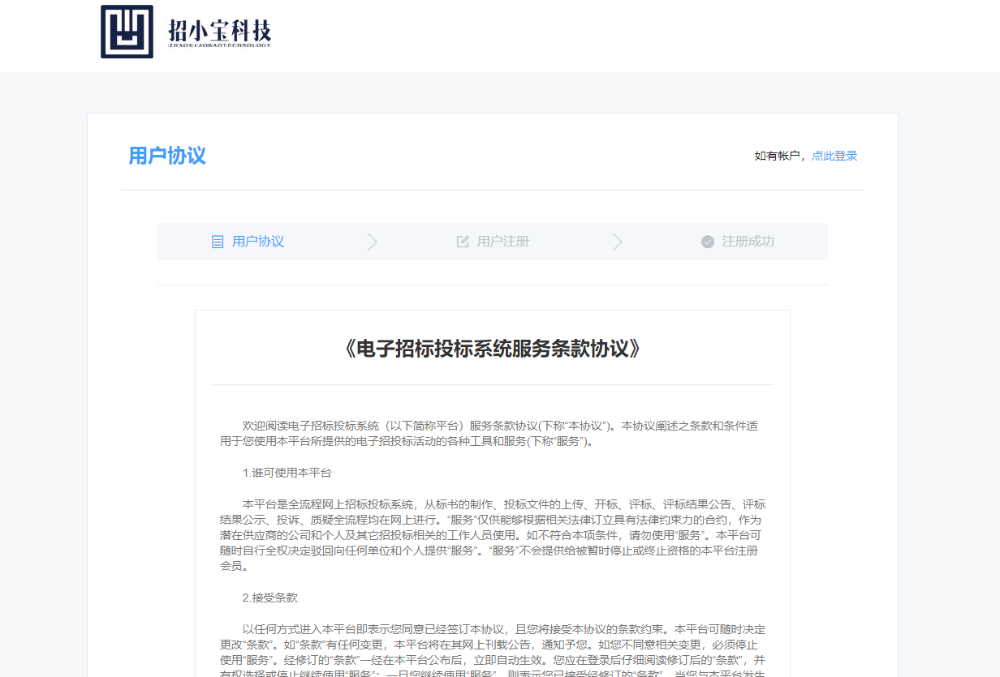 招小宝科技
ZHAOXIAOBAOTECHNOLOGY
用户协议
如有帐户，点此登录
用户协议
用户注册
注册成功
《电子招标投标系统服务条款协议》
欢迎阅读电子招标投标系统（以下简称平台）服务条款协议(下称“本协议”)。本协议阐述之条款和条件适
用于您使用本平台所提供的电子招投标活动的各种工具和服务(下称“服务”)。
1.谁可使用本平台
本平台是全流程网上招标投标系统，从标书的制作、投标文件的上传、开标、评标、评标结果公告、评标
结果公示、投诉、质疑全流程均在网上进行。“服务”仅供能够根据相关法律订立具有法律约束力的合约，作为
潜在供应商的公司和个人及其它招投标相关的工作人员使用。如不符合本项条件，请勿使用“服务”。本平台可
随时自行全权决定驳回向任何单位和个人提供“服务”。“服务”不会提供给被暂时停止或终止资格的本平台注册
会员。
2.接受条款
以任何方式进入本平台即表示您同意已经签订本协议，且您将接受本协议的条款约束。本平台可随时决定
更改“条款”。如“条款”有任何变更，本平台将在其网上刊载公告，通知予您。如您不同意相关变更，必须停止
使用“服务”。经修订的“条款”一经在本平台公布后，立即自动生效。您应在登录后仔细阅读修订后的“条款”，并
有权选择或停止继续使用“服务”；一旦您继续使用“服务”，则表示您已接受经修订的“条款”，当您与本平台发生